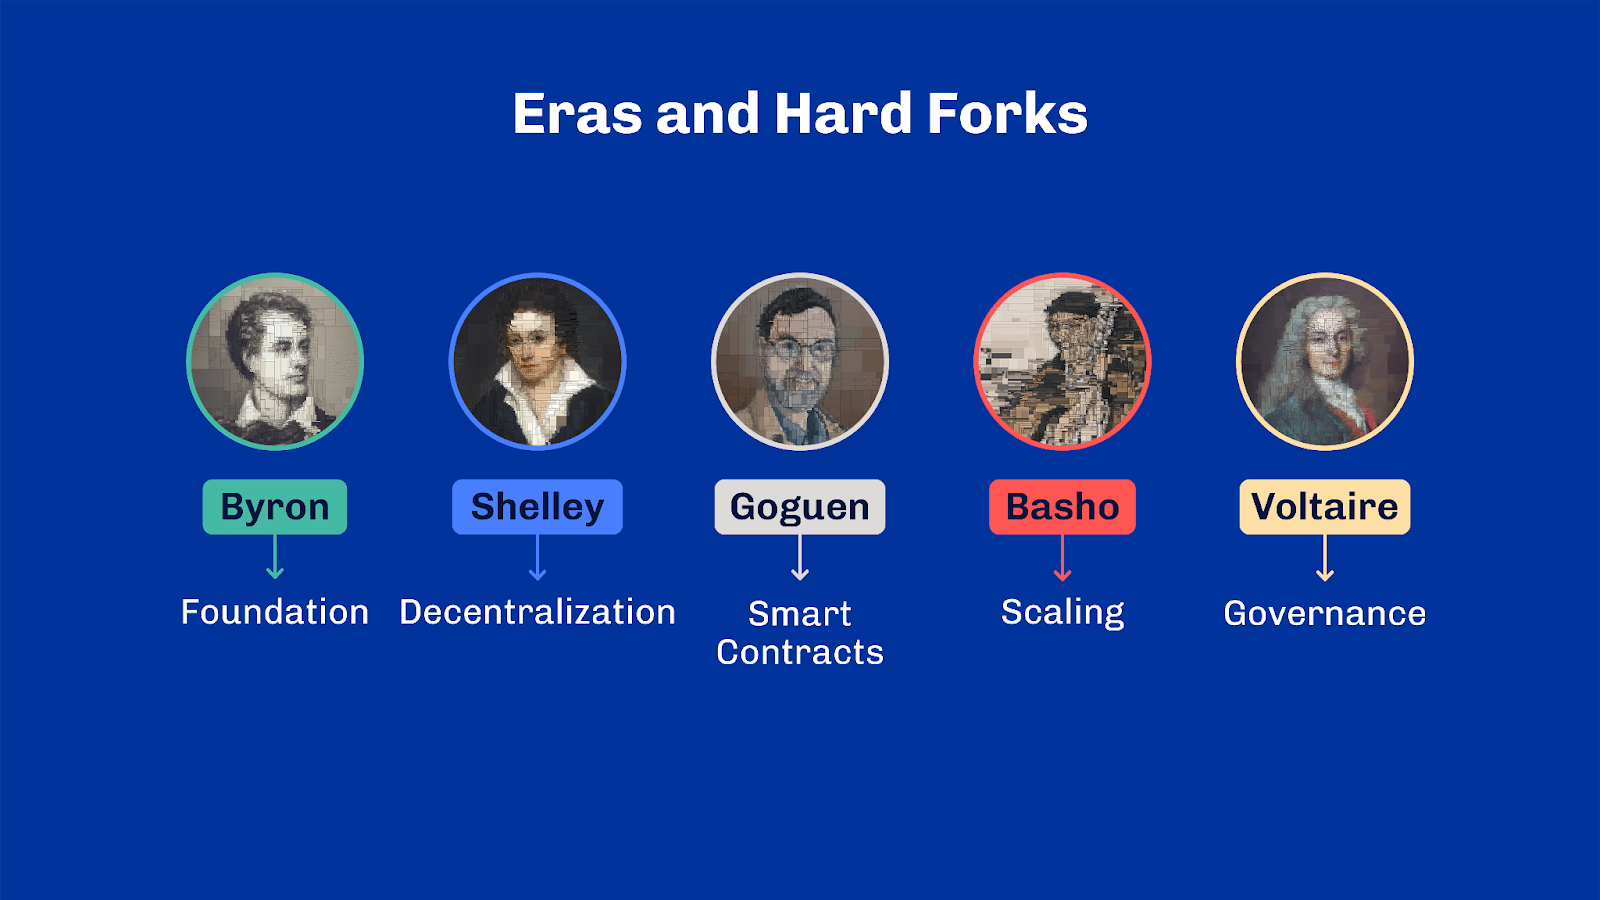 Eras and Hard Forks
Byron
Shelley
Goguen
Basho
Voltaire
Foundation
Decentralization
Smart
Contracts
Scaling
Governance